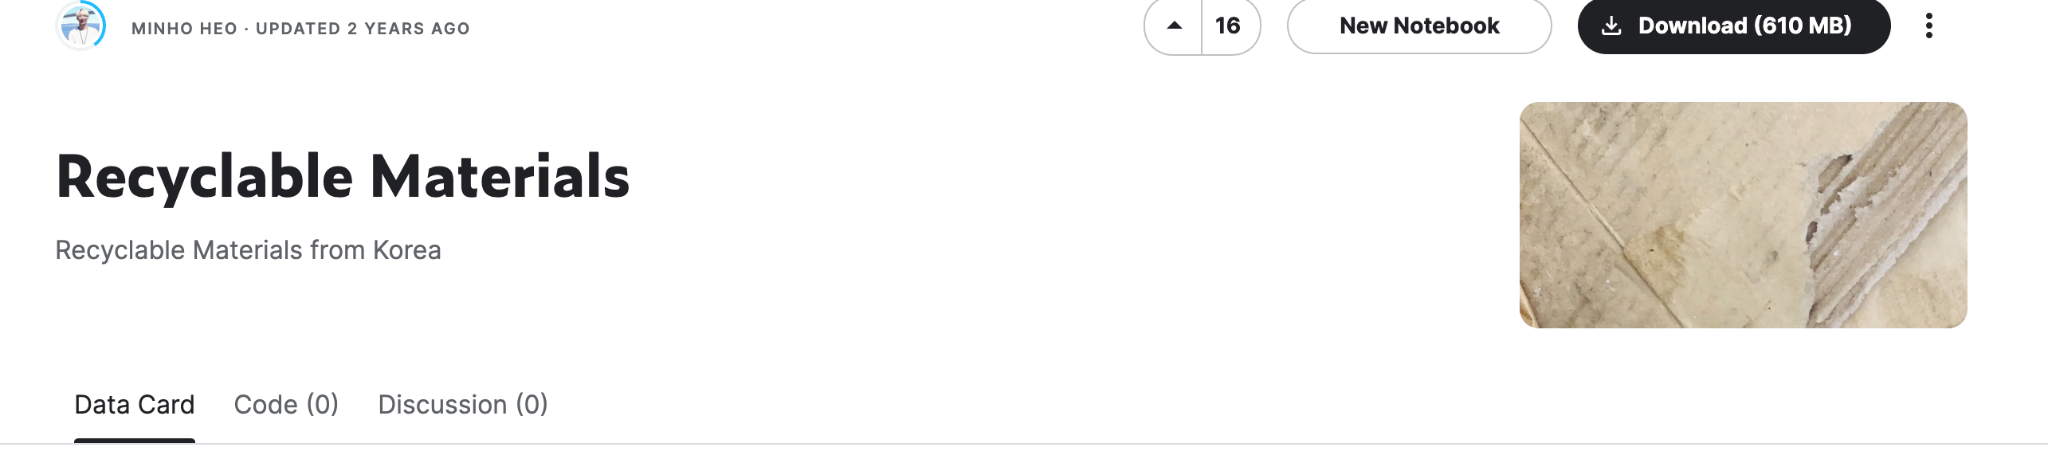 MINHO HEO · UPDATED 2 YEARS AGO
16
New Notebook
Download (610 MB)
Recyclable Materials
Recyclable Materials from Korea
Data Card
Code (0)
Discussion (0)